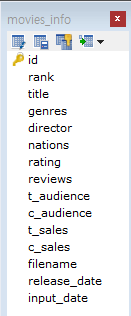 movies_info
id
rank
title
genres
director
nations
rating
reviews
t_audience
c_audience
t_sales
c_sales
filename
release_date
input_date